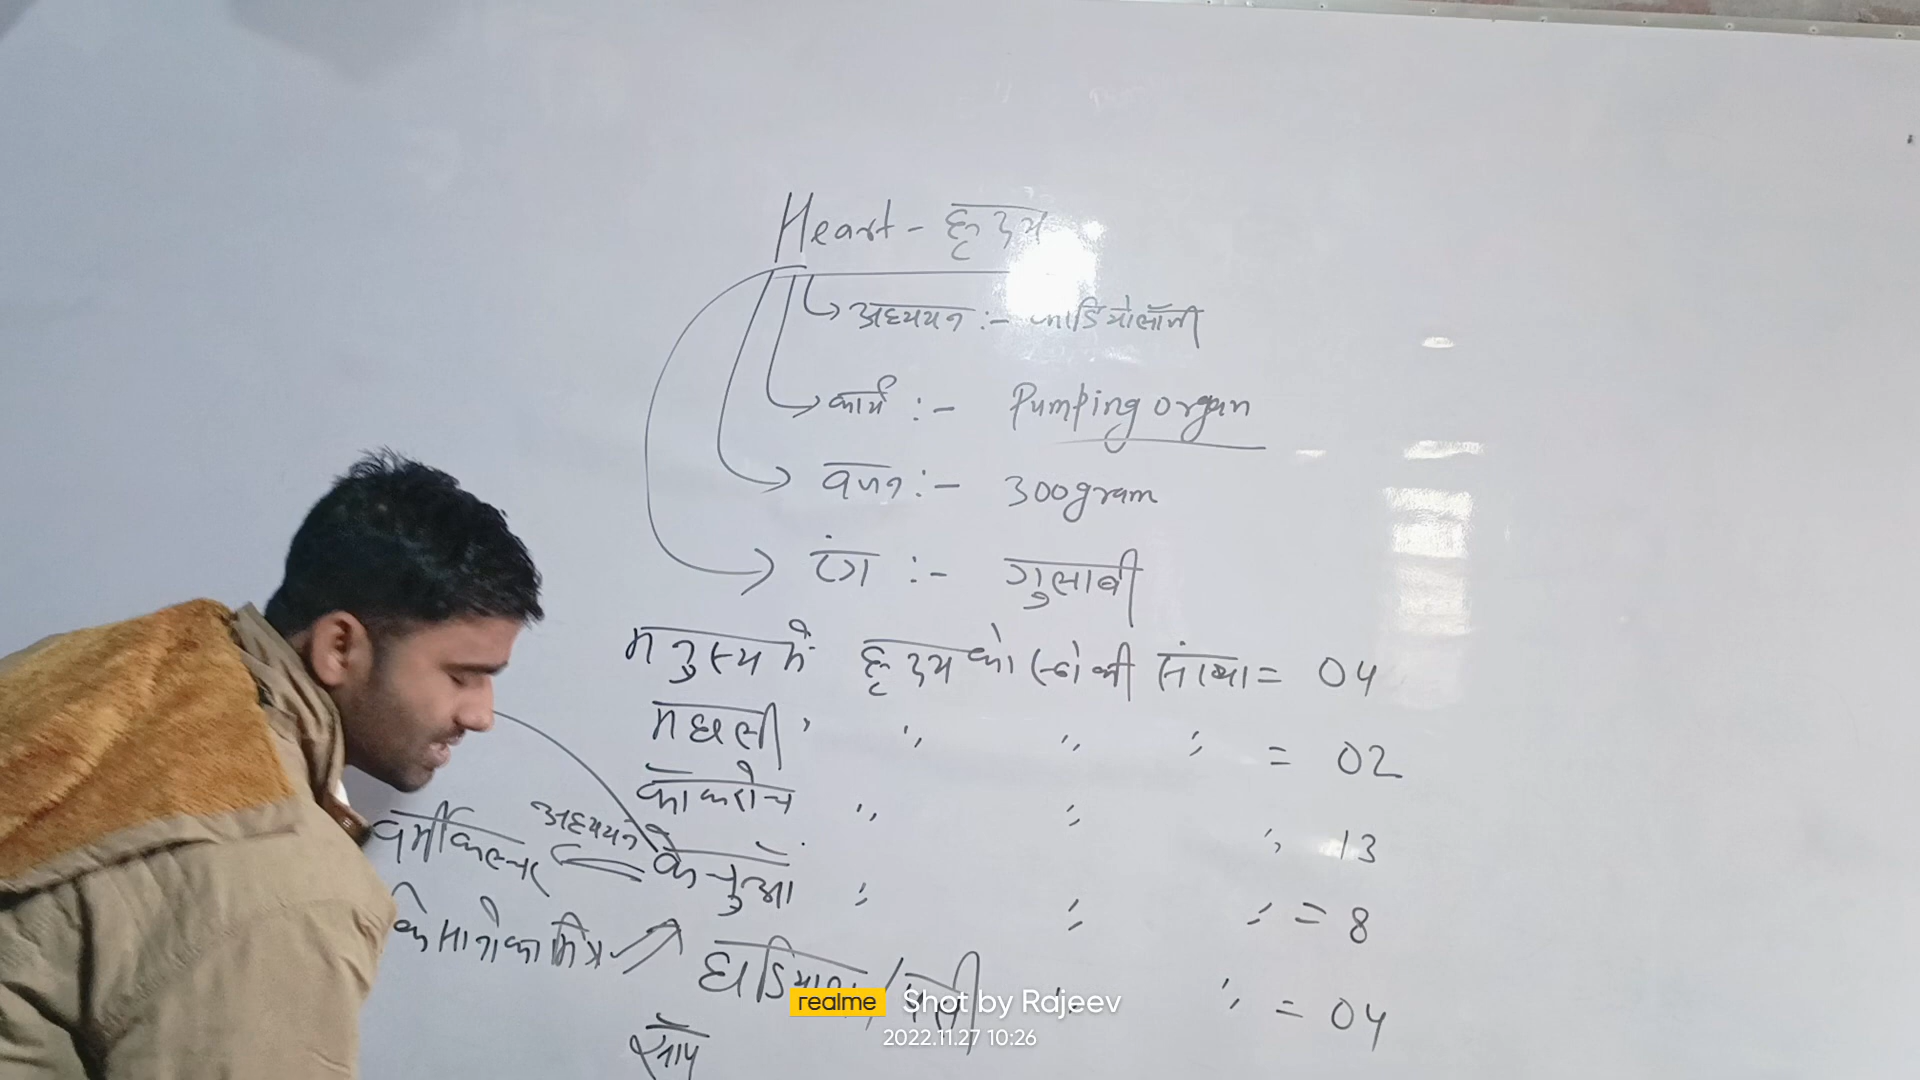 Heart - हृदय
अध्ययन :- कार्डियोलॉजी
कार्य :- Pumping organ
वजन :- 300gram
रंग :- गुलाबी
मनुस्य में हृदय कोस्ठो की संख्या = 04
मछली " " " " = 02
कॉकरोच " " " 13
वर्मीकल्चर अध्ययन केचुआँ " " " = 8
किसानो का मित्र
घडियाल/पक्षी " " = 04
साँप
realme Shot by Rajeev
2022.11.27 10:26